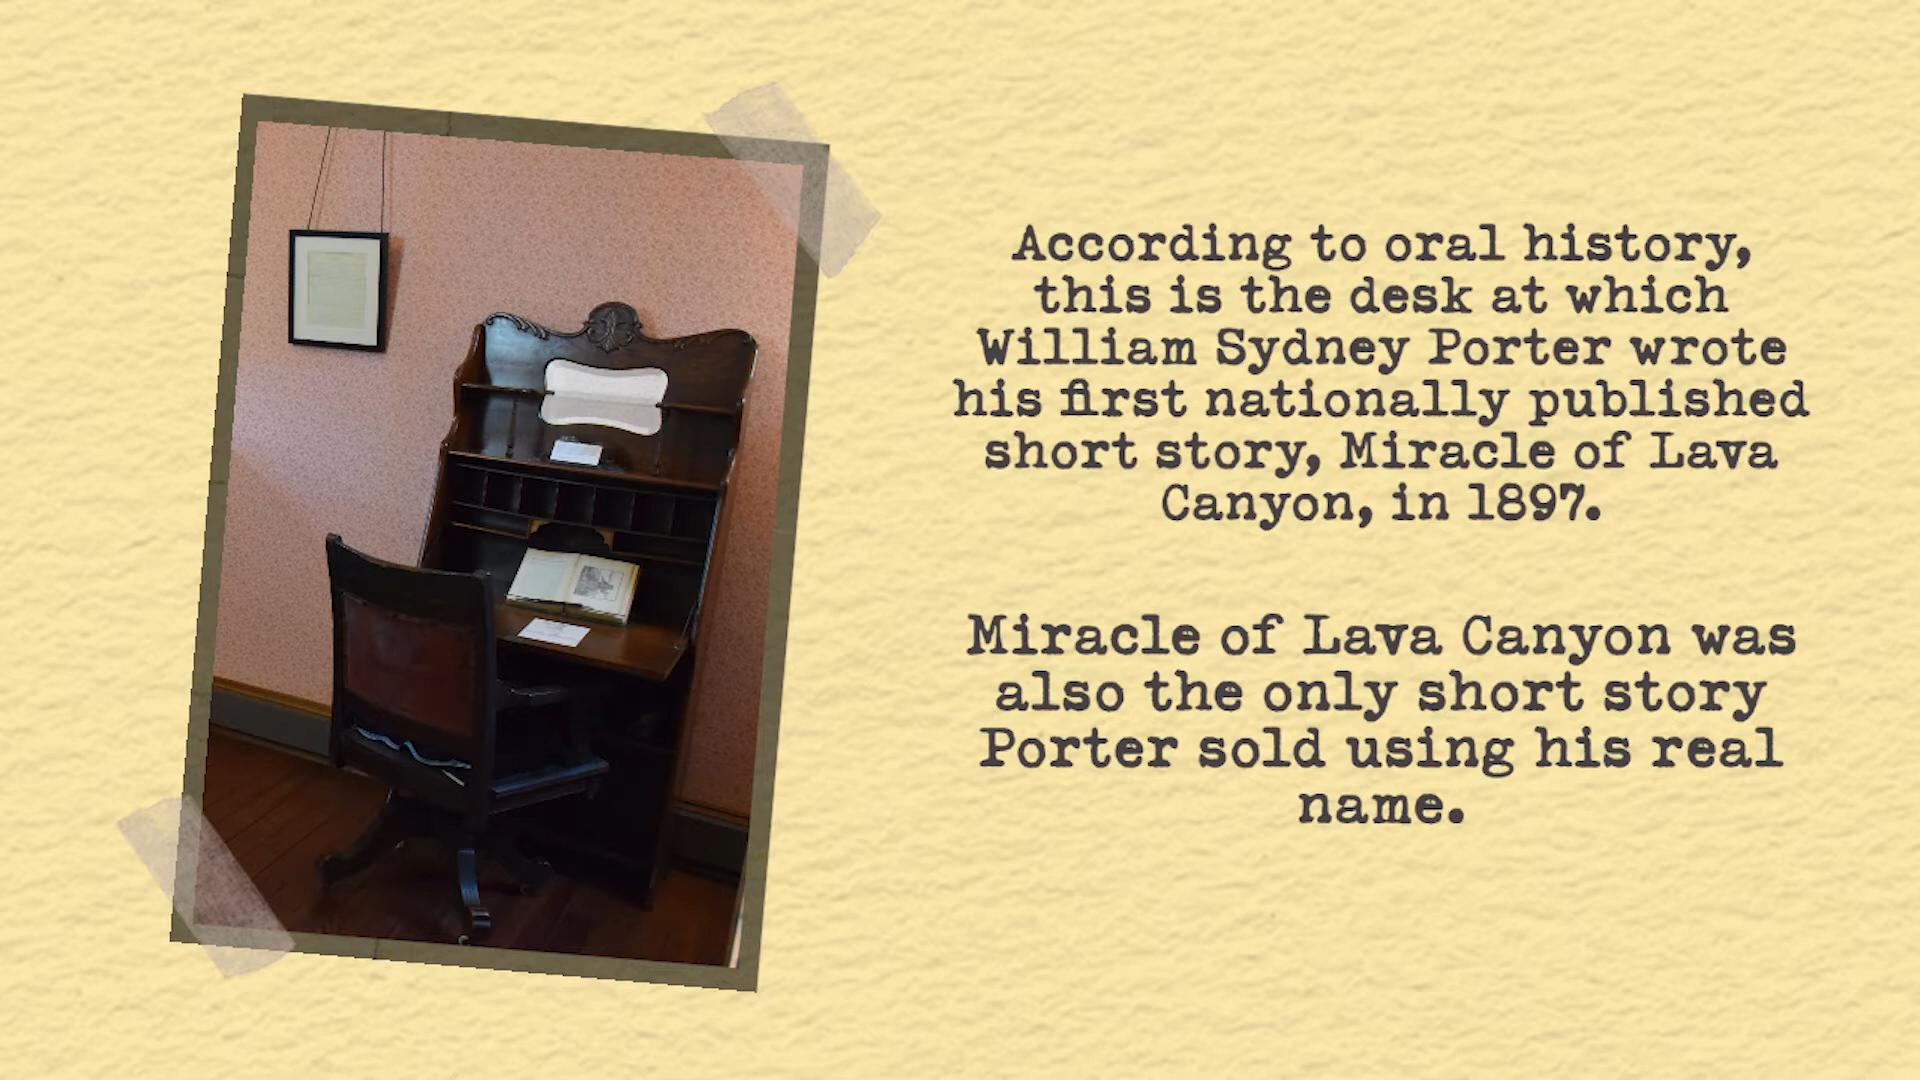 According to oral history,
this is the desk at which
William Sydney Porter wrote
his first nationally published
short story, Miracle of Lava
Canyon, in 1897.
Miracle of Lava Canyon was
also the only short story
Porter sold using his real
name.